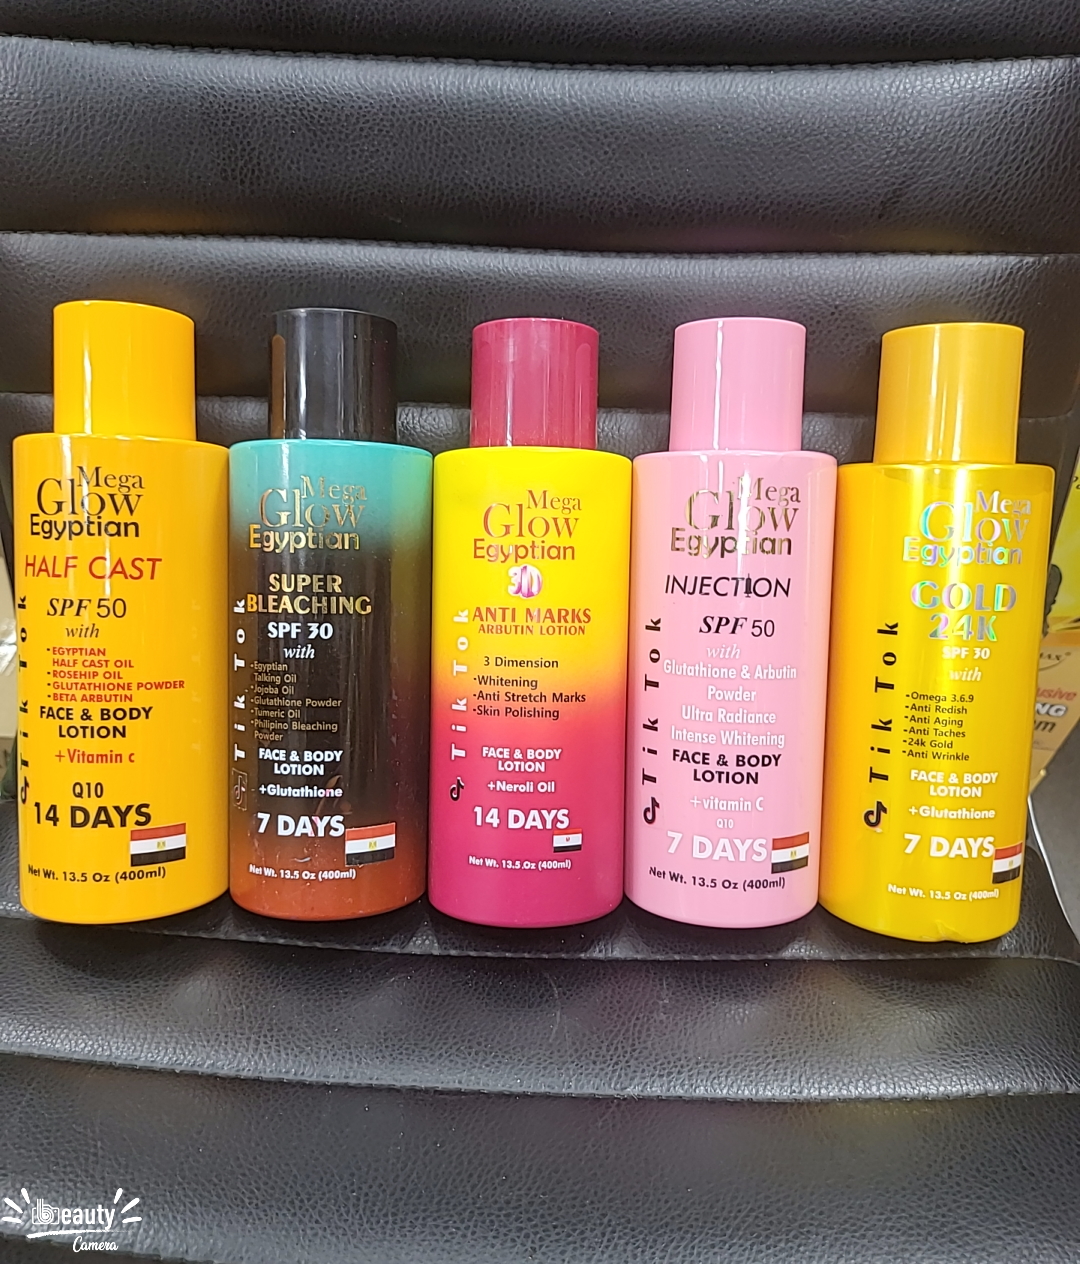 Mega
Glow
Egyptian
HALF CAST
SPF 50
with
•EGYPTIAN
HALF CAST OIL
•ROSEHIP OIL
•GLUTATHIONE POWDER
•BETA ARBUTIN
FACE & BODY
LOTION
+Vitamin c
Q10
14 DAYS
Net Wt. 13.5 Oz (400ml)
Tik Tok
Mega
Glow
Egyptian
SUPER
BLEACHING
SPF 30
with
•Egyptian
Talking Oil
•Jojoba Oil
•Glutathione Powder
•Tumeric Oil
•Philipino Bleaching
Powder
FACE & BODY
LOTION
+Glutathione
7 DAYS
Net Wt. 13.5 Oz (400ml)
Tik Tok
Mega
Glow
Egyptian
3D
ANTI MARKS
ARBUTIN LOTION
3 Dimension
•Whitening
•Anti Stretch Marks
•Skin Polishing
FACE & BODY
LOTION
+Neroli Oil
14 DAYS
Net Wt. 13.5 Oz (400ml)
Tik Tok
Mega
Glow
Egyptian
INJECTION
SPF 50
with
Glutathione & Arbutin
Powder
Ultra Radiance
Intense Whitening
FACE & BODY
LOTION
+vitamin C
Q10
7 DAYS
Net Wt. 13.5 Oz (400ml)
Tik Tok
Mega
Glow
Egyptian
GOLD
24K
SPF 30
with
•Omega 3.6.9
•Anti Redish
•Anti Aging
•Anti Taches
•24k Gold
•Anti Wrinkle
FACE & BODY
LOTION
+Glutathione
7 DAYS
Net Wt. 13.5 Oz (400ml)
Tik Tok
beauty
Camera